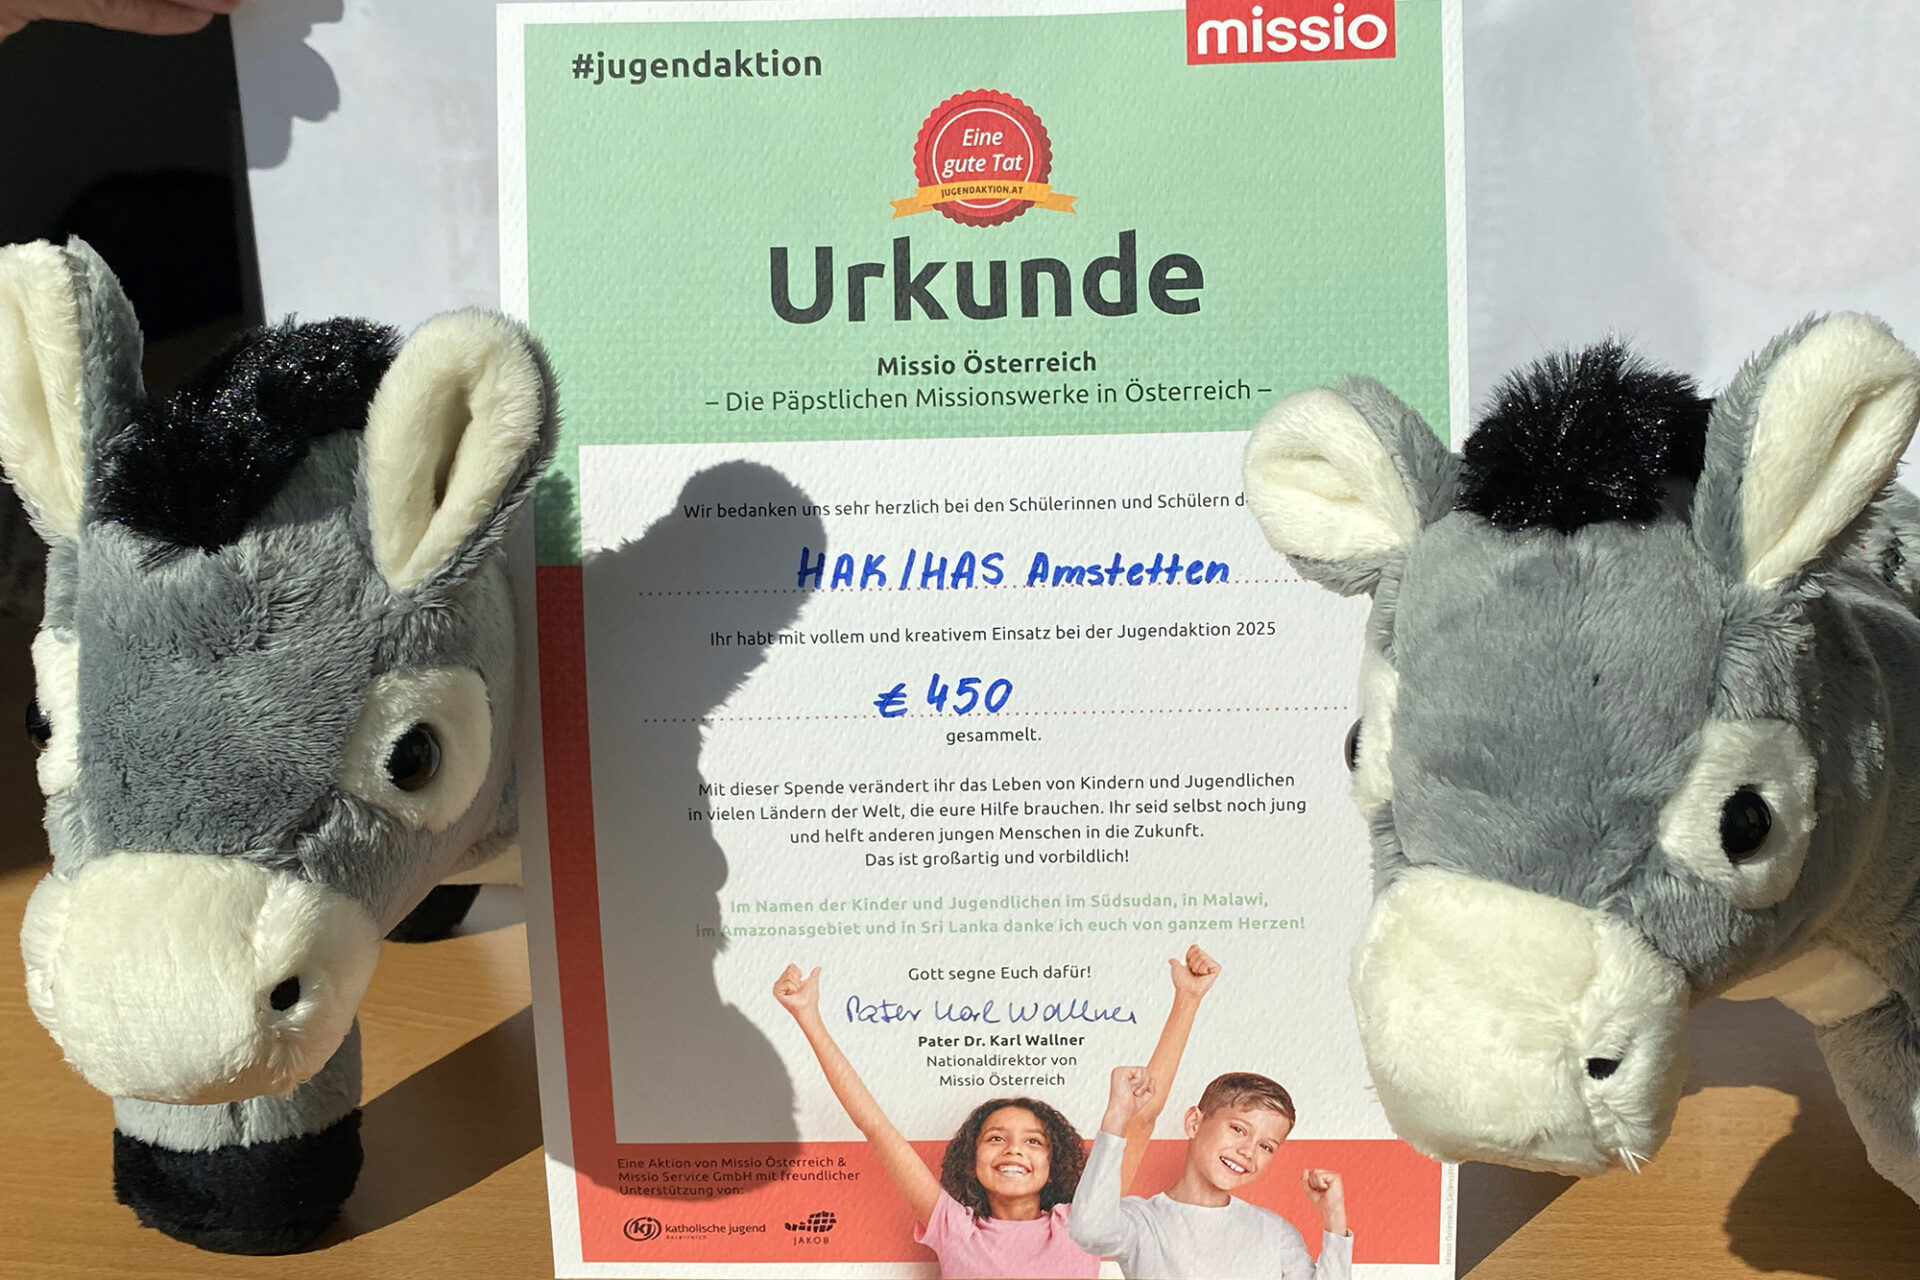 #jugendaktion
missio
Eine
gute Tat
JUGENDAKTION.AT
Urkunde
Missio Österreich
– Die Päpstlichen Missionswerke in Österreich –
Wir bedanken uns sehr herzlich bei den Schülerinnen und Schülern
HAK/HAS Amstetten
Ihr habt mit vollem und kreativem Einsatz bei der Jugendaktion 2025
€ 450
gesammelt.
Mit dieser Spende verändert ihr das Leben von Kindern und Jugendlichen
in vielen Ländern der Welt, die eure Hilfe brauchen. Ihr seid selbst noch jung
und helft anderen jungen Menschen in die Zukunft.
Das ist großartig und vorbildlich!
Im Namen der Kinder und Jugendlichen im Südsudan, in Malawi,
im Amazonasgebiet und in Sri Lanka danke ich euch von ganzem Herzen!
Gott segne Euch dafür!
Pater Karl Wallner
Pater Dr. Karl Wallner
Nationaldirektor von
Missio Österreich
Eine Aktion von Missio Österreich &
Missio Service GmbH mit freundlicher
Unterstützung von:
kj katholische jugend
österreich
JAKOB